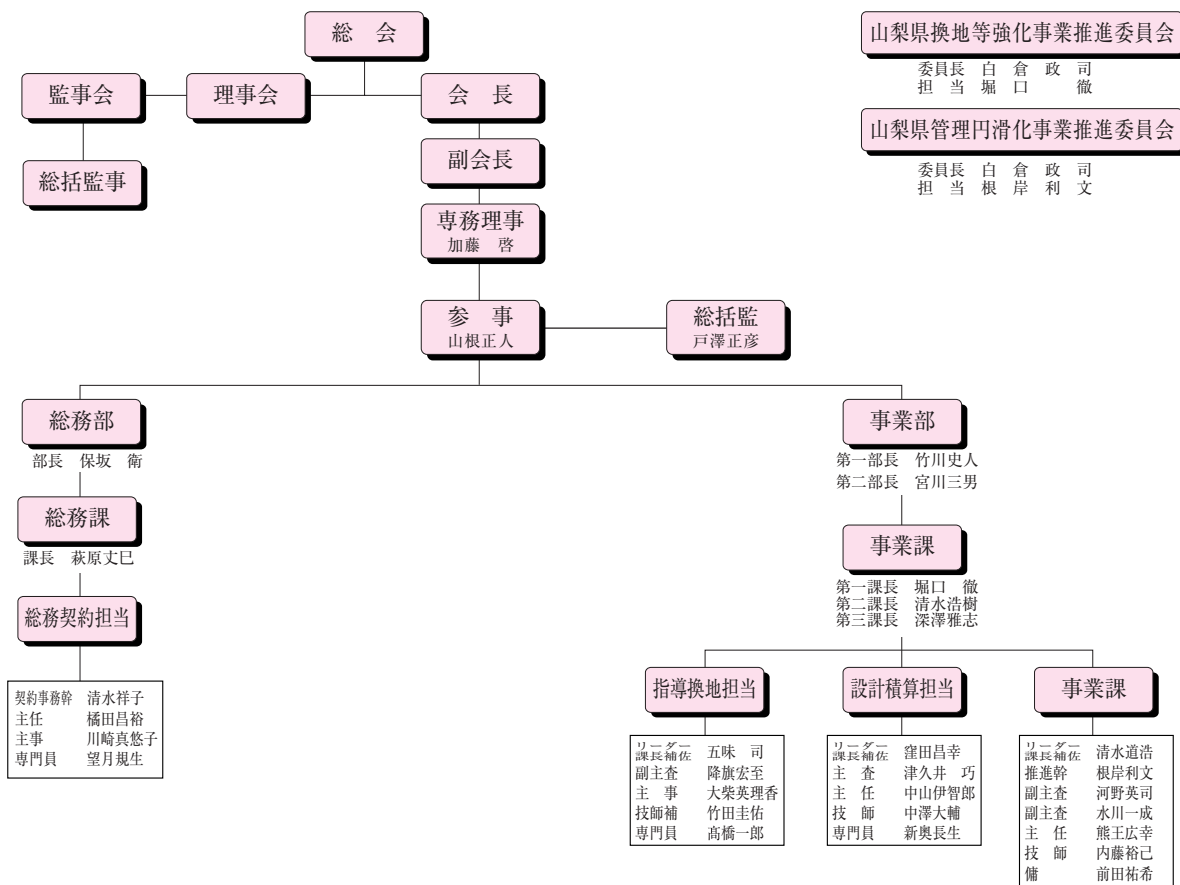 総　会
監事会
理事会
会　長
総括監事
副会長
専務理事
加藤　啓
参　事
山根正人
総括監
戸澤正彦
山梨県換地等強化事業推進委員会
委員長　白　倉　政　司
担　当　堀　口　　　徹
山梨県管理円滑化事業推進委員会
委員長　白　倉　政　司
担　当　根　岸　利　文
総務部
部長　保坂　衛
総務課
課長　萩原丈巳
総務契約担当
契約事務幹　清水祥子
主任　橘田昌裕
主事　川崎真悠子
専門員　望月規生
事業部
第一部長　竹川史人
第二部長　宮川三男
事業課
第一課長　堀口　徹
第二課長　清水浩樹
第三課長　深澤雅志
指導換地担当
リーダー
課長補佐　五味　司
副主査　降旗宏至
主　事　大柴英理香
技師補　竹田圭佑
専門員　髙橋一郎
設計積算担当
リーダー
課長補佐　窪田昌幸
主　査　津久井　巧
主　任　中山伊智郎
技　師　中澤大輔
専門員　新奥長生
事業課
リーダー
課長補佐　清水道浩
推進幹　根岸利文
副主査　河野英司
副主査　水川一成
主　任　熊王広幸
技　師　内藤裕己
傭　前田祐希